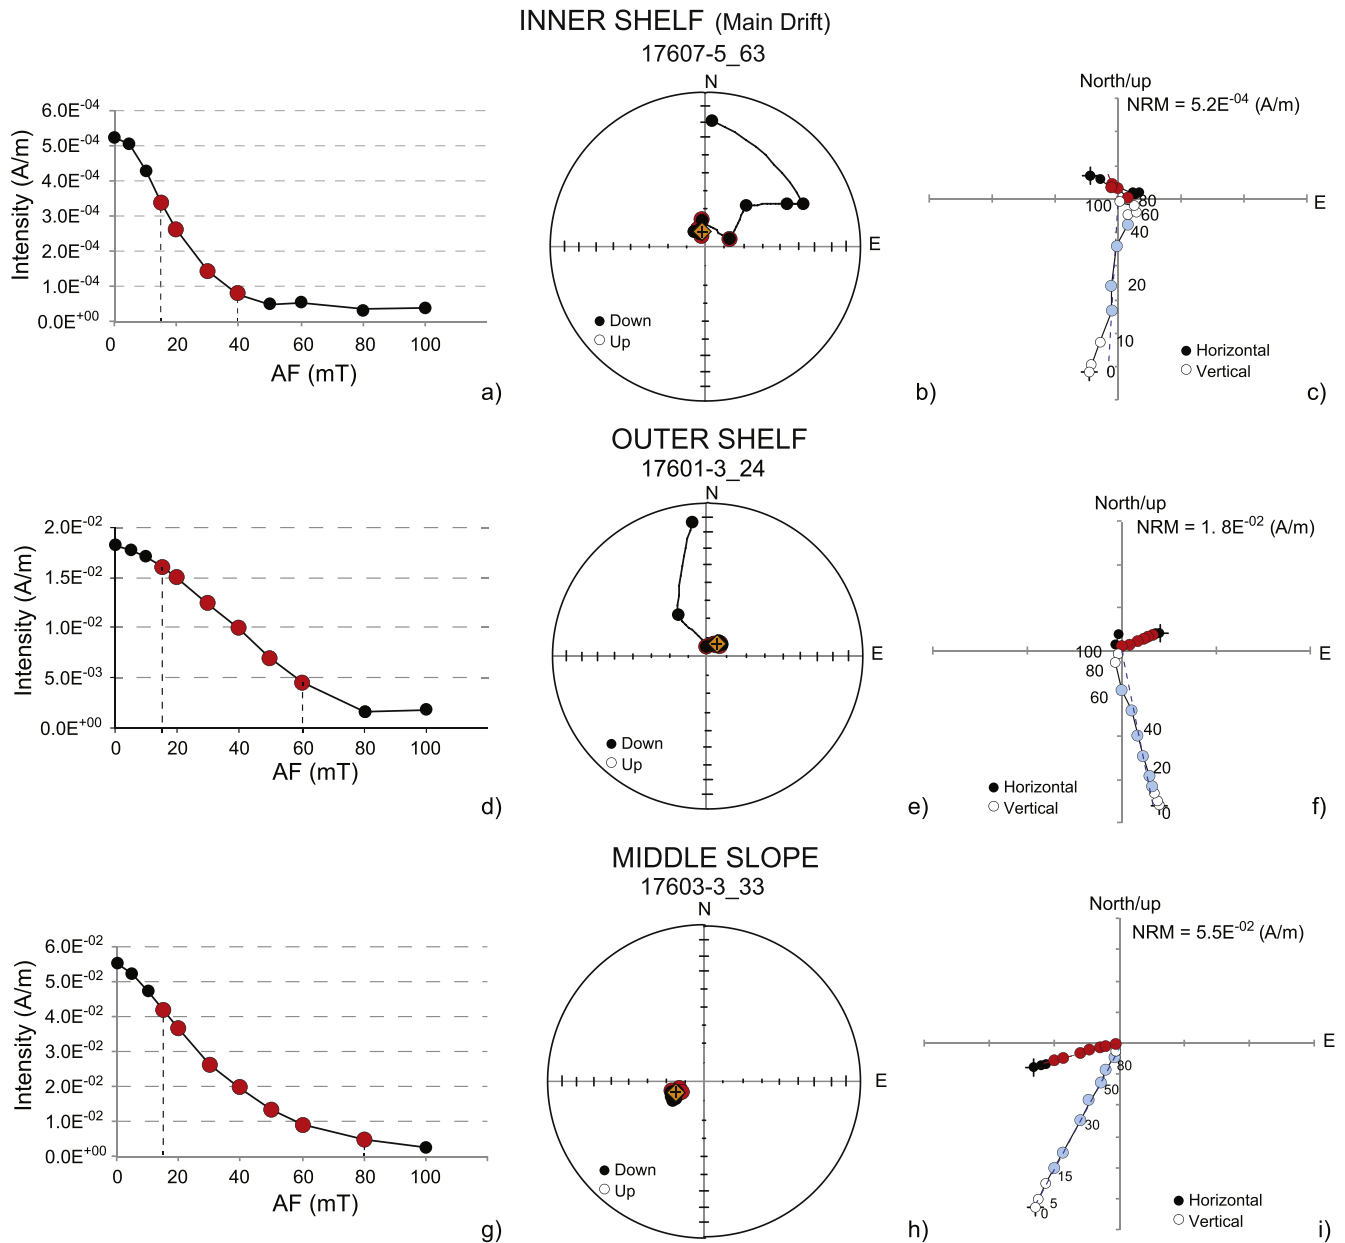 INNER SHELF (Main Drift)
17607-5_63
Intensity (A/m)
6.0E-04
5.0E-04
4.0E-04
3.0E-04
2.0E-04
1.0E-04
0.0E+00
0 20 40 60 80 100
AF (mT)
a)
N
E
Down
Up
b)
North/up
NRM = 5.2E-04 (A/m)
E
80
100 60
40
20
10
0
Horizontal
Vertical
c)
OUTER SHELF
17601-3_24
Intensity (A/m)
2.0E-02
1.5E-02
1.0E-02
5.0E-03
0.0E+00
0 20 40 60 80 100
AF (mT)
d)
N
E
Down
Up
e)
North/up
NRM = 1. 8E-02 (A/m)
E
100
80
60
40
20
0
Horizontal
Vertical
f)
MIDDLE SLOPE
17603-3_33
Intensity (A/m)
6.0E-02
5.0E-02
4.0E-02
3.0E-02
2.0E-02
1.0E-02
0.0E+00
0 20 40 60 80 100
AF (mT)
g)
N
E
Down
Up
h)
North/up
NRM = 5.5E-02 (A/m)
E
80
50
30
15
5
0
Horizontal
Vertical
i)